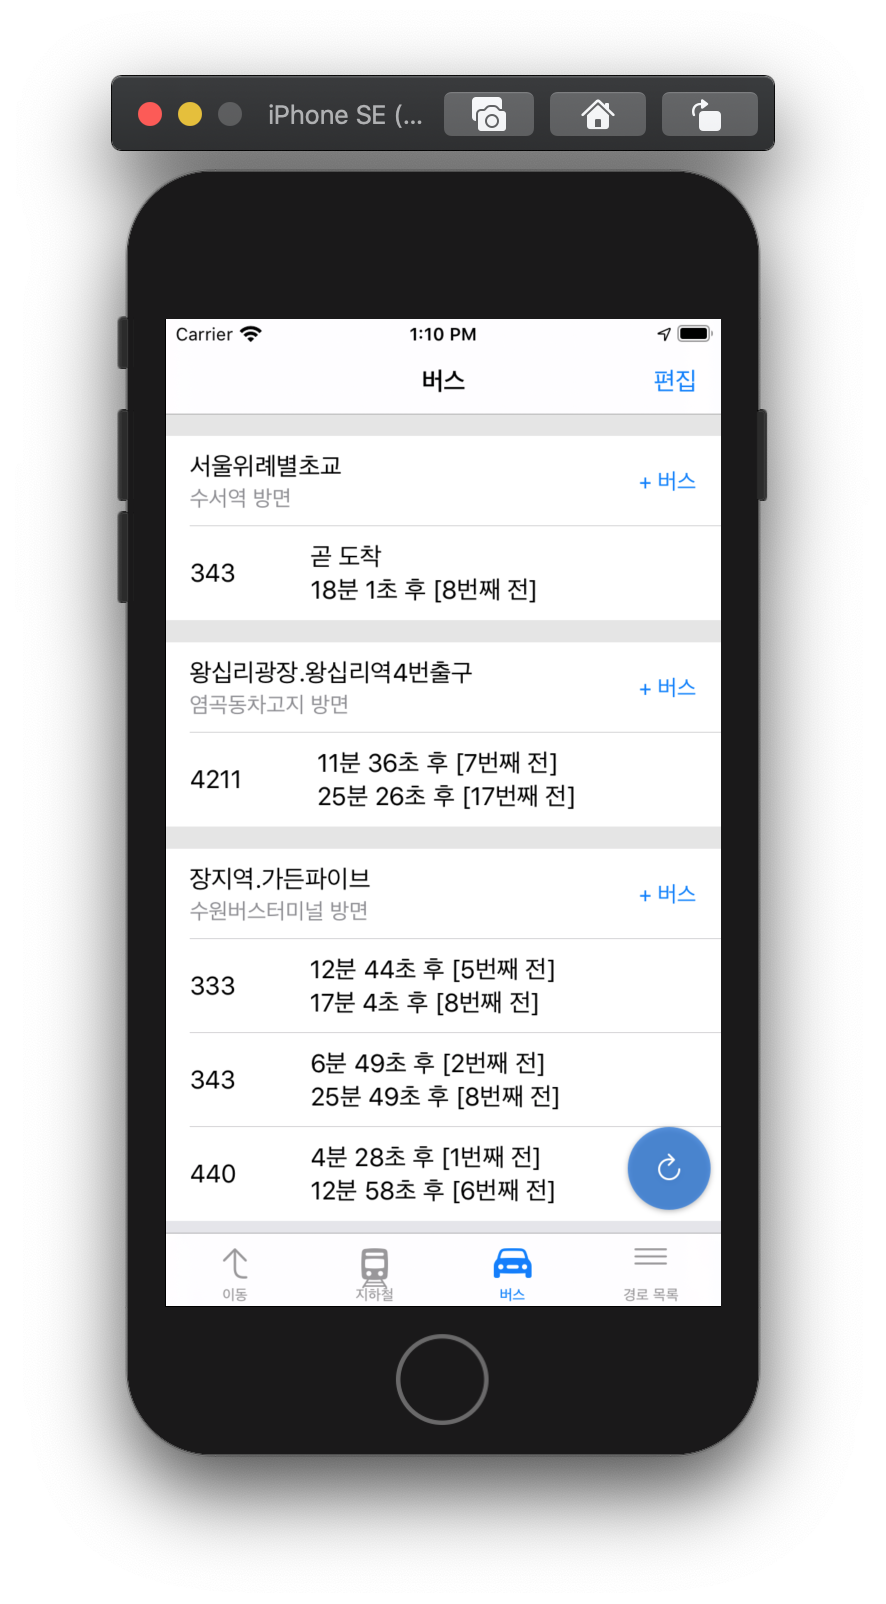 iPhone SE (...
Carrier
1:10 PM
버스
편집
서울위례별초교
수서역 방면
+ 버스
343
곧 도착
18분 1초 후 [8번째 전]
왕십리광장.왕십리역4번출구
염곡동차고지 방면
+ 버스
4211
11분 36초 후 [7번째 전]
25분 26초 후 [17번째 전]
장지역.가든파이브
수원버스터미널 방면
+ 버스
333
12분 44초 후 [5번째 전]
17분 4초 후 [8번째 전]
343
6분 49초 후 [2번째 전]
25분 49초 후 [8번째 전]
440
4분 28초 후 [1번째 전]
12분 58초 후 [6번째 전]
이동
지하철
버스
경로 목록